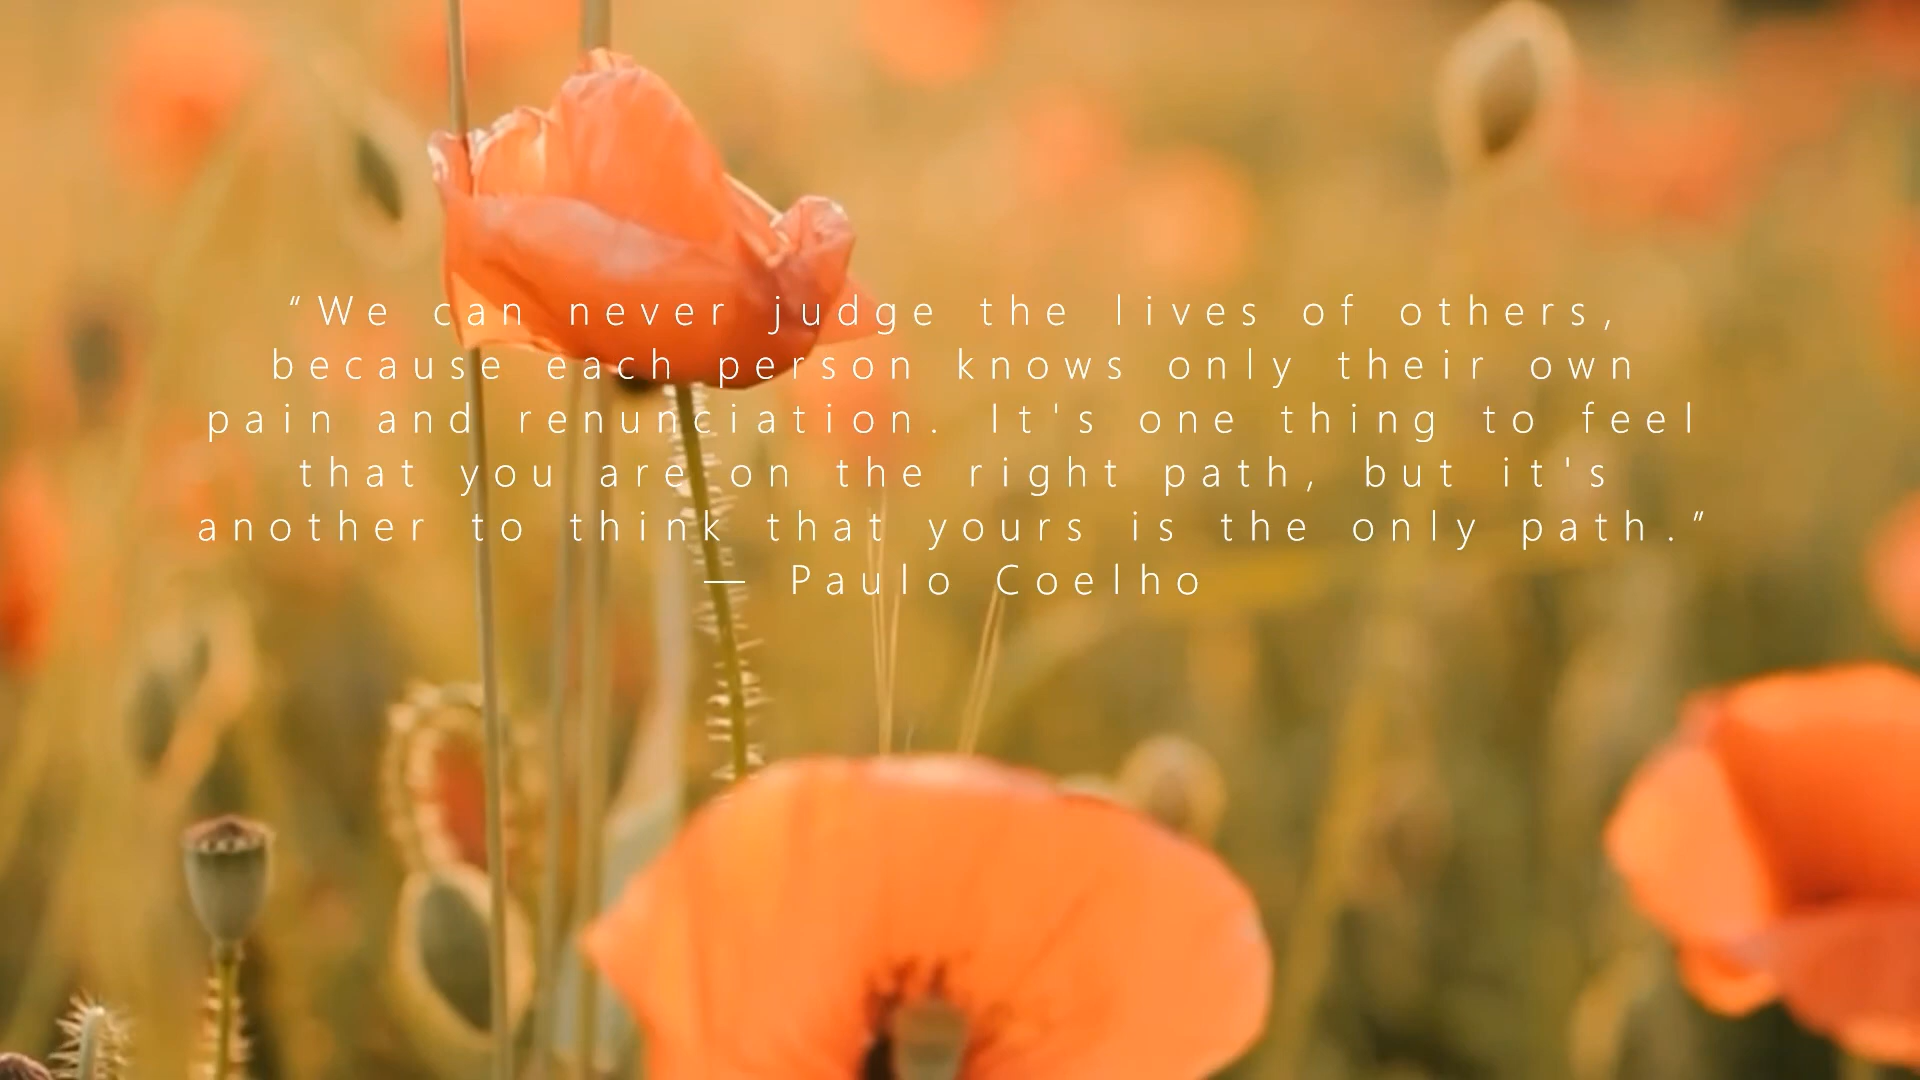 “We can never judge the lives of others,
because each person knows only their own
pain and renunciation. It's one thing to feel
that you are on the right path, but it's
another to think that yours is the only path.”
— Paulo Coelho